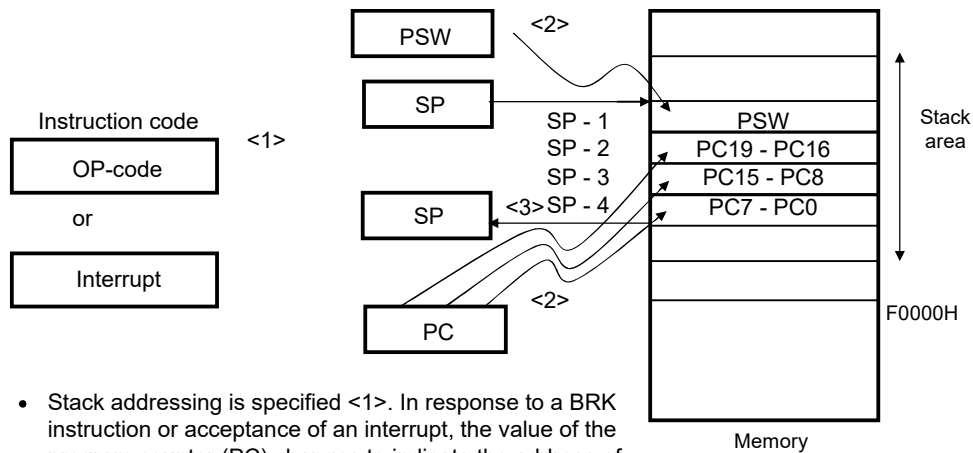 PSW
<2>
SP
Instruction code
<1>
OP-code
or
Interrupt
SP - 1
SP - 2
SP - 3
<3> SP - 4
SP
<2>
PC
PSW
PC19 - PC16
PC15 - PC8
PC7 - PC0
Stack
area
F0000H
Memory
• Stack addressing is specified <1>. In response to a BRK
instruction or acceptance of an interrupt, the value of the